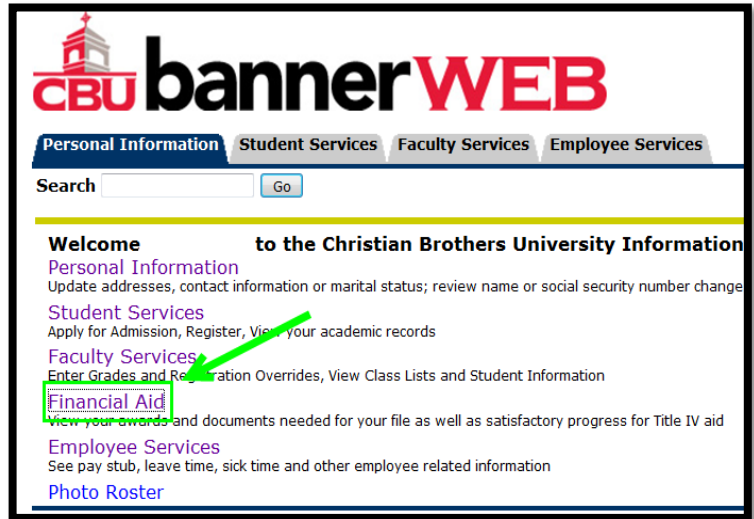 CBU bannerWEB
Personal Information Student Services Faculty Services Employee Services
Search Go
Welcome to the Christian Brothers University Information
Personal Information
Update addresses, contact information or marital status; review name or social security number change
Student Services
Apply for Admission, Register, View your academic records
Faculty Services
Enter Grades and Registration Overrides, View Class Lists and Student Information
Financial Aid
View your awards and documents needed for your file as well as satisfactory progress for Title IV aid
Employee Services
See pay stub, leave time, sick time and other employee related information
Photo Roster